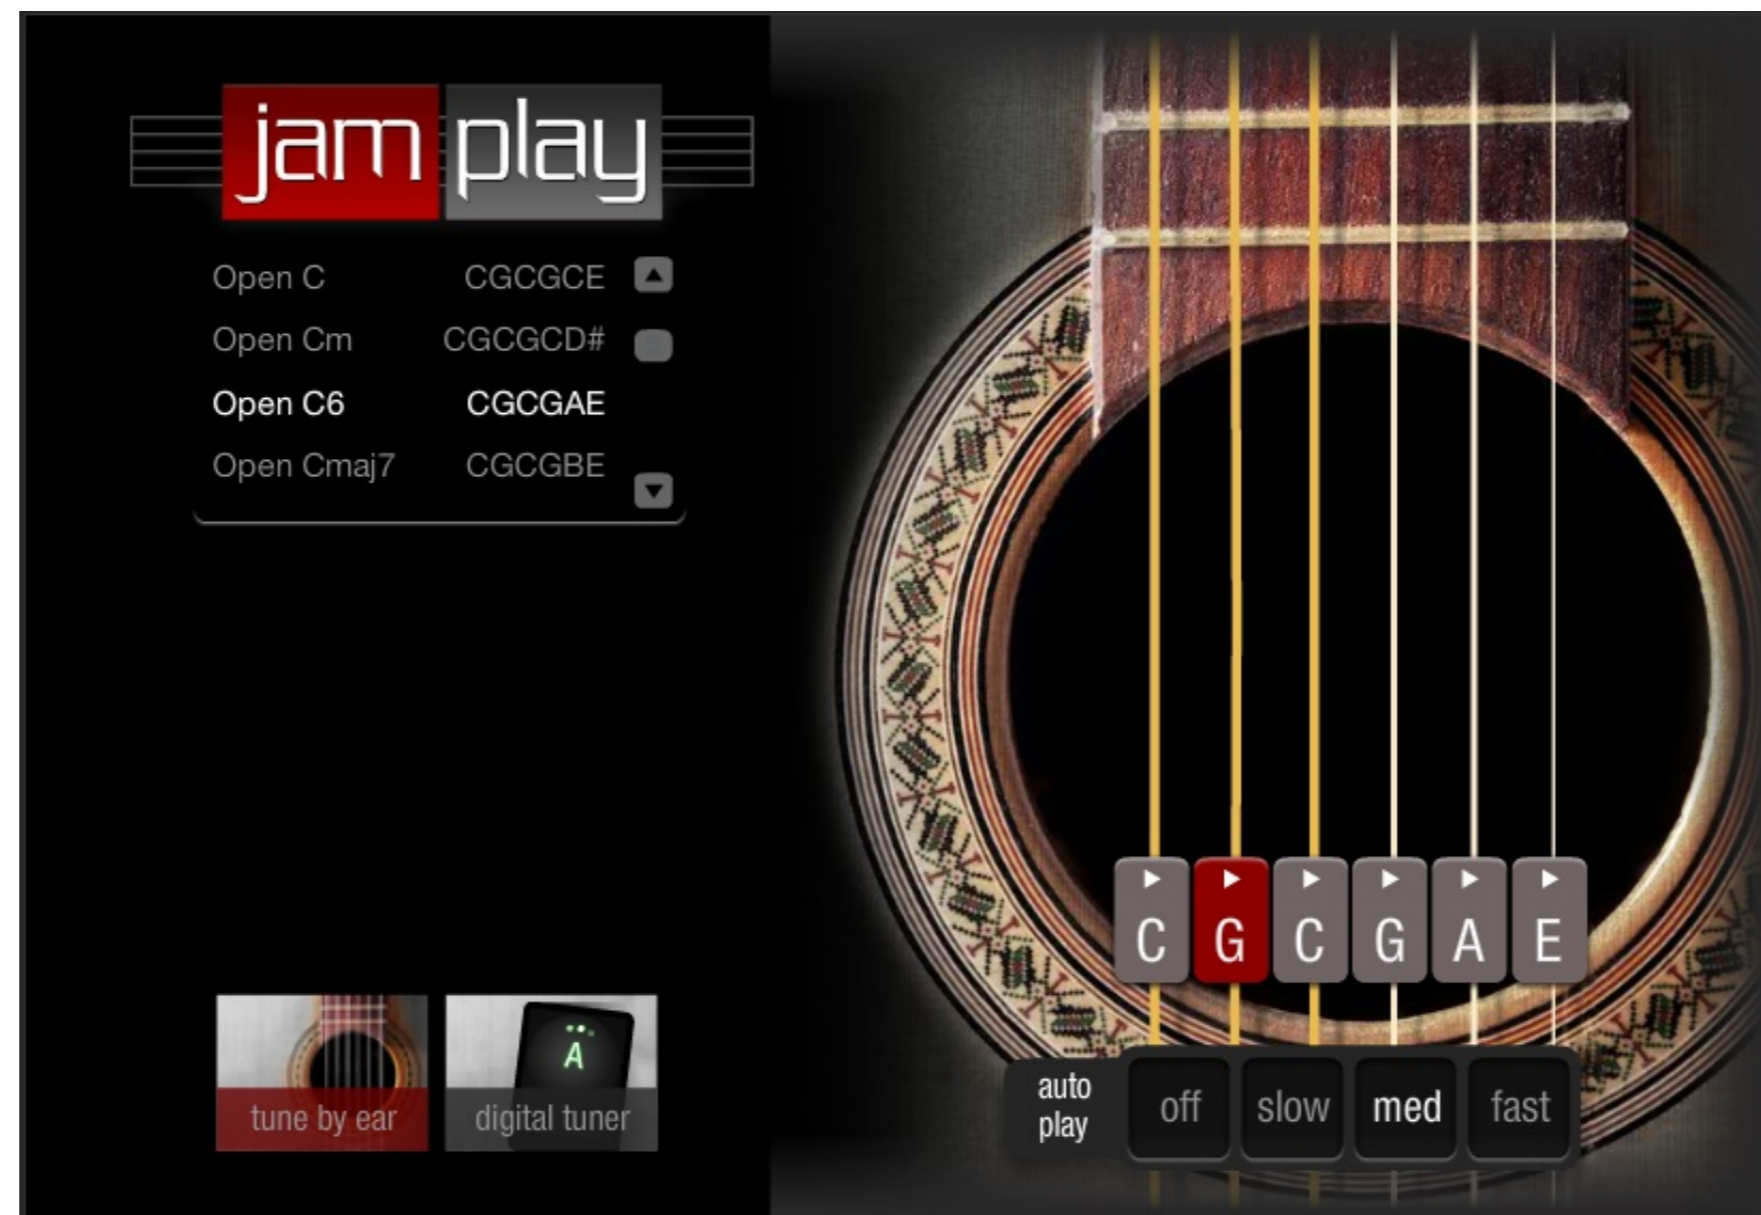 jam play
Open C CGCGCE
Open Cm CGCGCD#
Open C6 CGCGAE
Open Cmaj7 CGCGBE
C G C G A E
A
tune by ear digital tuner
auto play off slow med fast